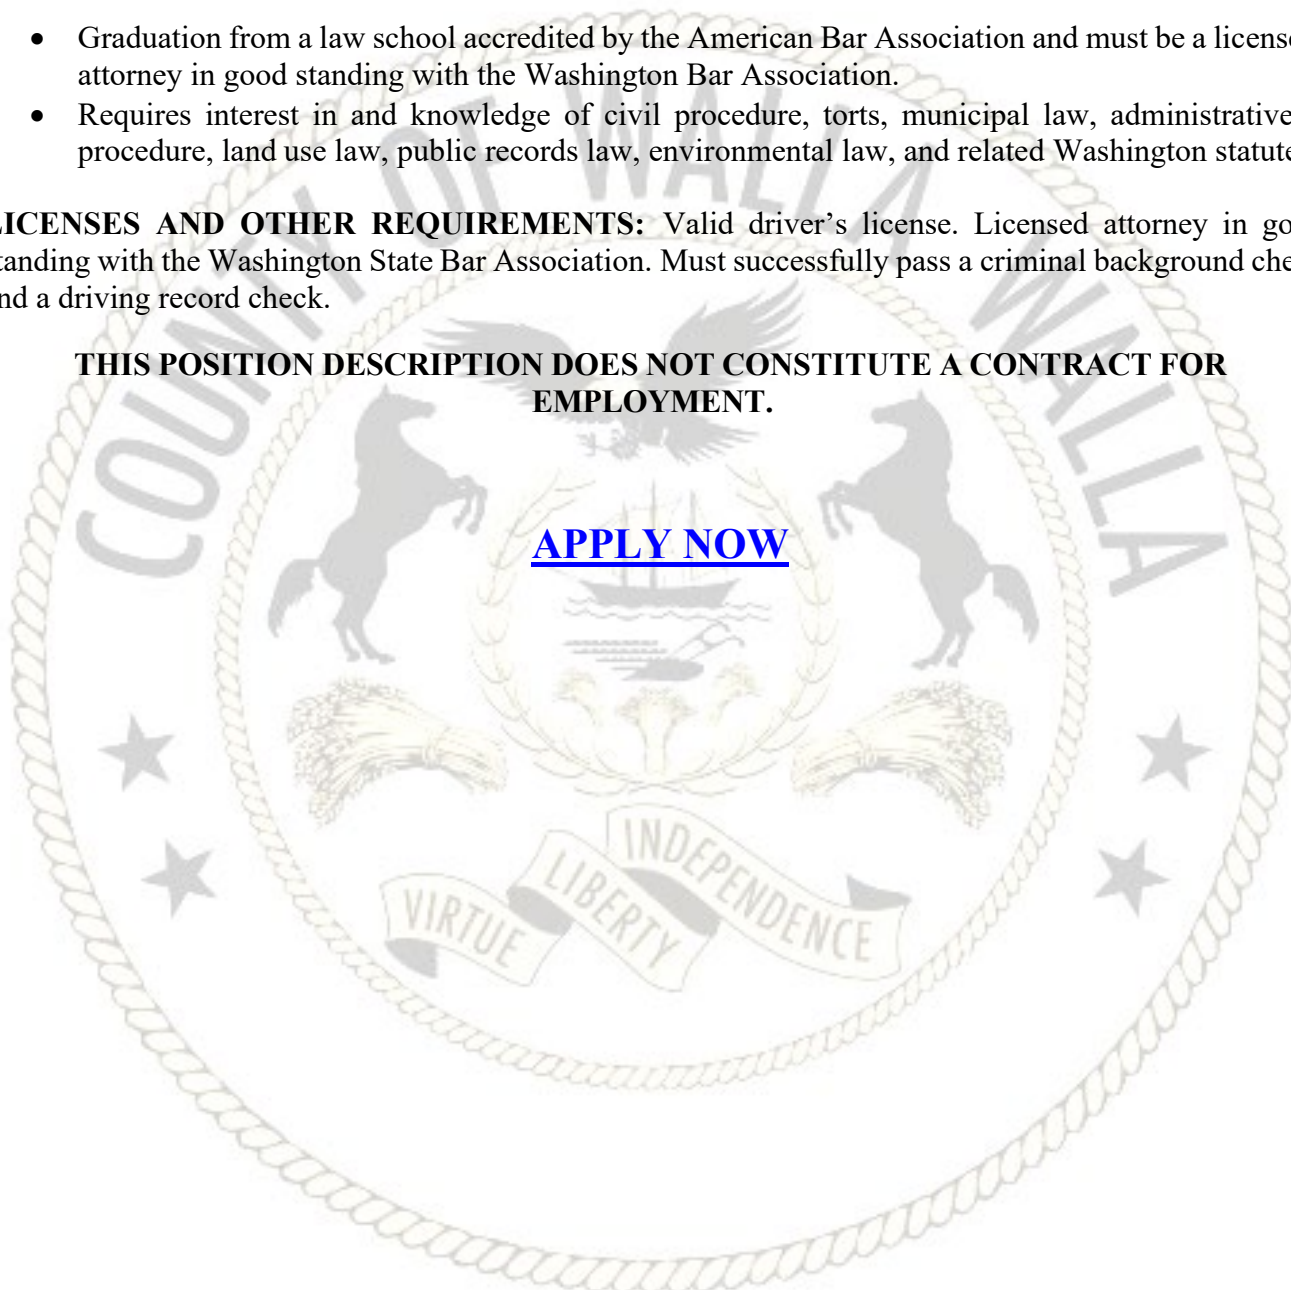 • Graduation from a law school accredited by the American Bar Association and must be a license
attorney in good standing with the Washington Bar Association.
• Requires interest in and knowledge of civil procedure, torts, municipal law, administrative
procedure, land use law, public records law, environmental law, and related Washington statute
LICENSES AND OTHER REQUIREMENTS: Valid driver’s license. Licensed attorney in go
tanding with the Washington State Bar Association. Must successfully pass a criminal background che
nd a driving record check.
THIS POSITION DESCRIPTION DOES NOT CONSTITUTE A CONTRACT FOR
EMPLOYMENT.
APPLY NOW
COUNTY OF WALLA WALLA
VIRTUE LIBERTY INDEPENDENCE